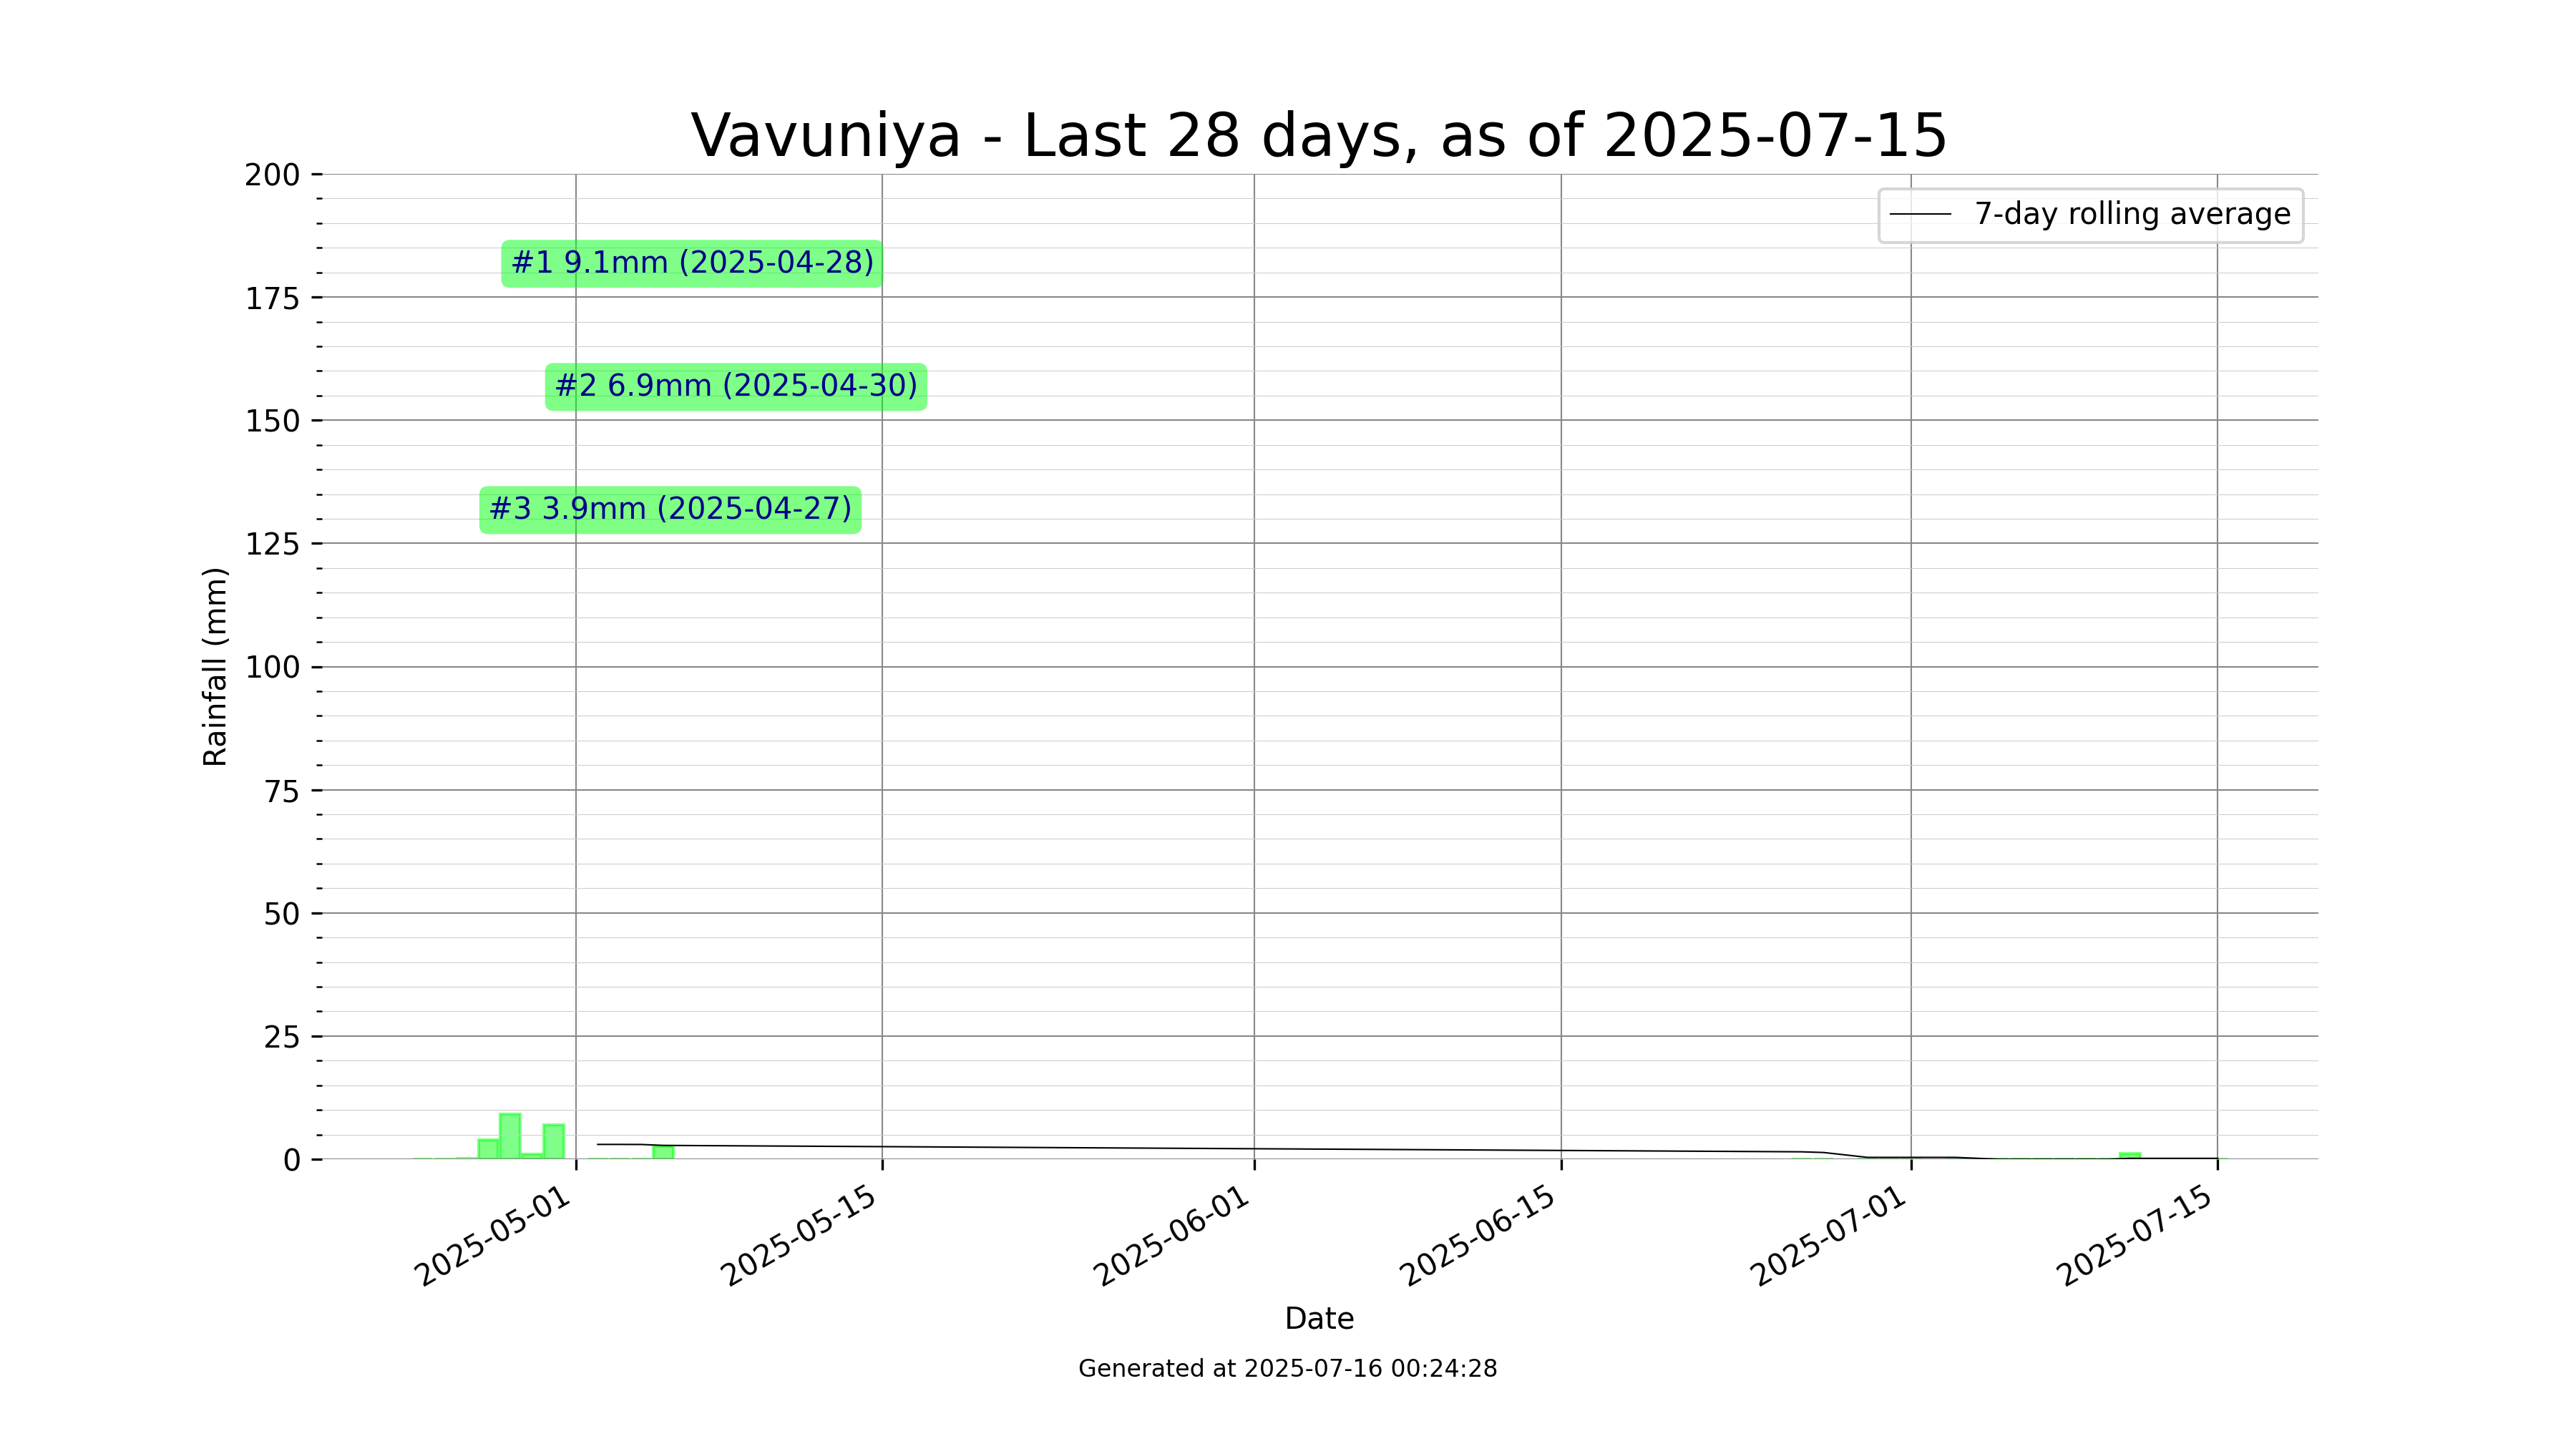 Vavuniya - Last 28 days, as of 2025-07-15
200
175
150
125
100
75
50
25
0
Rainfall (mm)
7-day rolling average
#1 9.1mm (2025-04-28)
#2 6.9mm (2025-04-30)
#3 3.9mm (2025-04-27)
2025-05-01
2025-05-15
2025-06-01
2025-06-15
2025-07-01
2025-07-15
Date
Generated at 2025-07-16 00:24:28